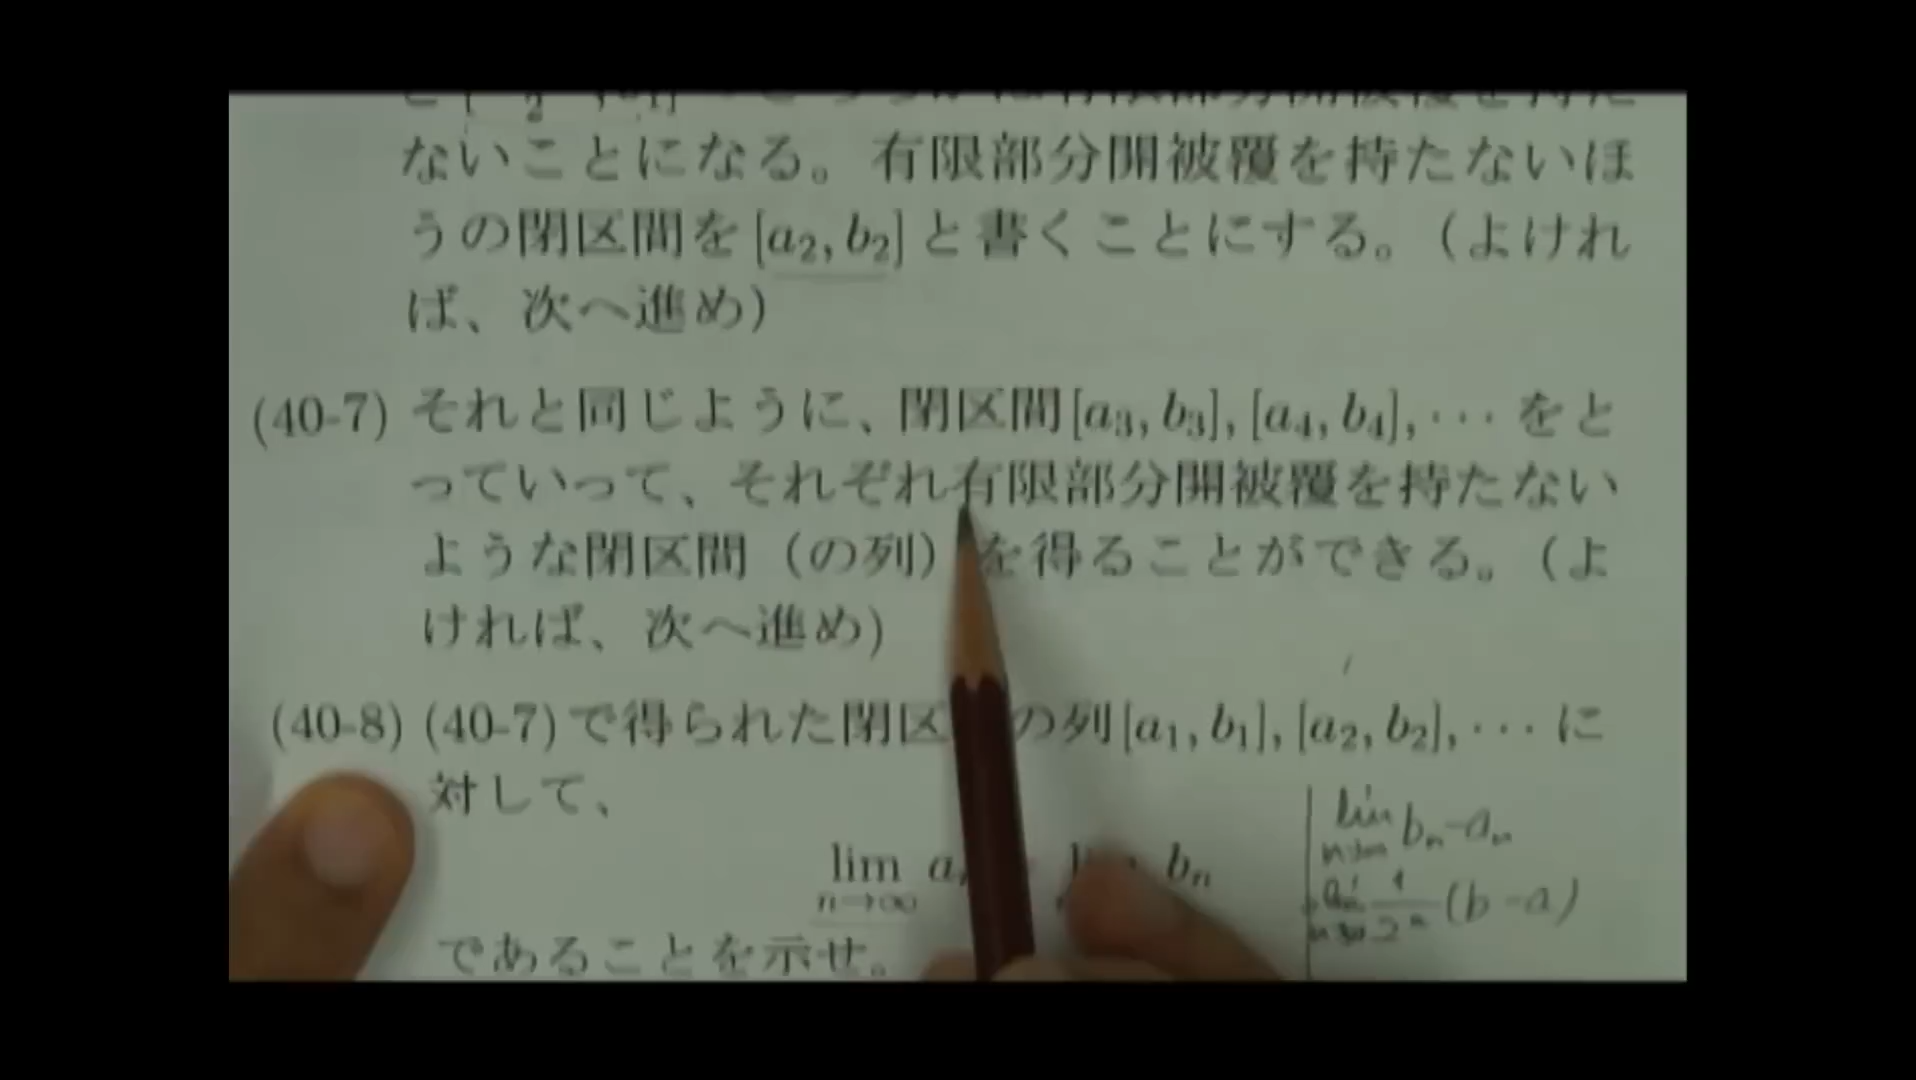 ないことになる。有限部分開被覆を持たないほ
うの閉区間を[a₂, b₂]と書くことにする。（よけれ
ば、次へ進め）
(40-7) それと同じように、閉区間[a₃, b₃], [a₄, b₄], ··· をと
っていって、それぞれ有限部分開被覆を持たない
ような閉区間（の列）を得ることができる。（よ
ければ、次へ進め）
(40-8) (40-7)で得られた閉区 の列[a₁, b₁], [a₂, b₂], ··· に
対して、
lim a bₙ
n→∞
であることを示せ。
lim bₙ-aₙ
n→∞
1/2ⁿ (b-a)